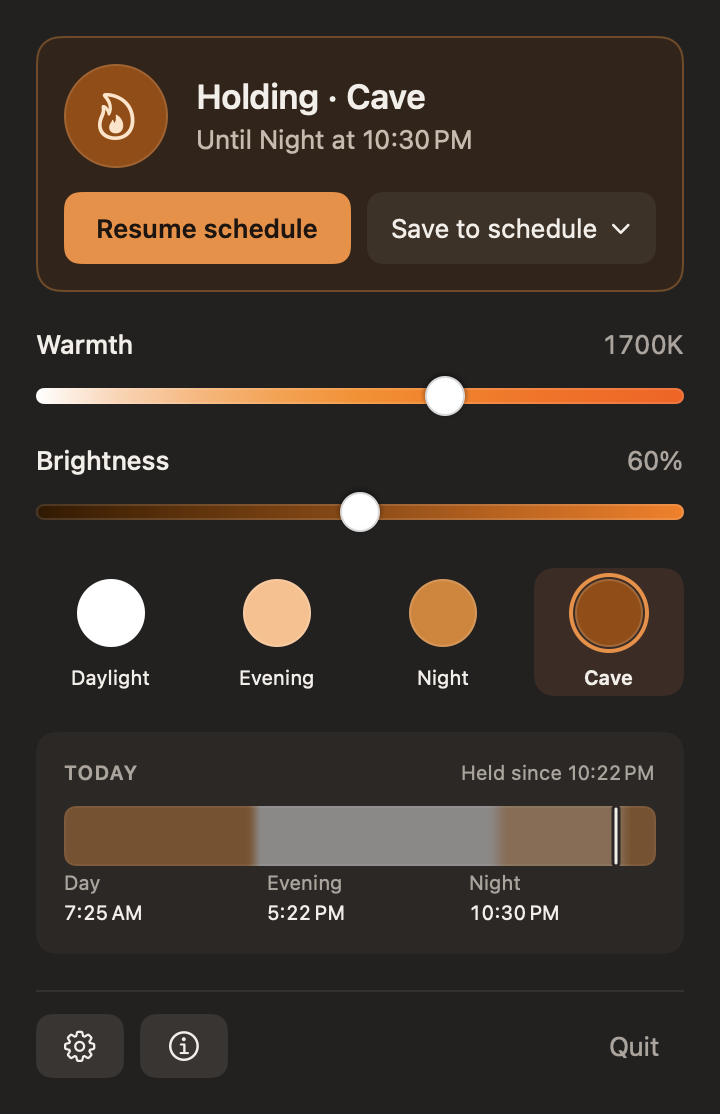 Holding · Cave
Until Night at 10:30 PM
Resume schedule
Save to schedule
Warmth
1700K
Brightness
60%
Daylight
Evening
Night
Cave
TODAY
Held since 10:22 PM
Day
Evening
Night
7:25 AM
5:22 PM
10:30 PM
Quit